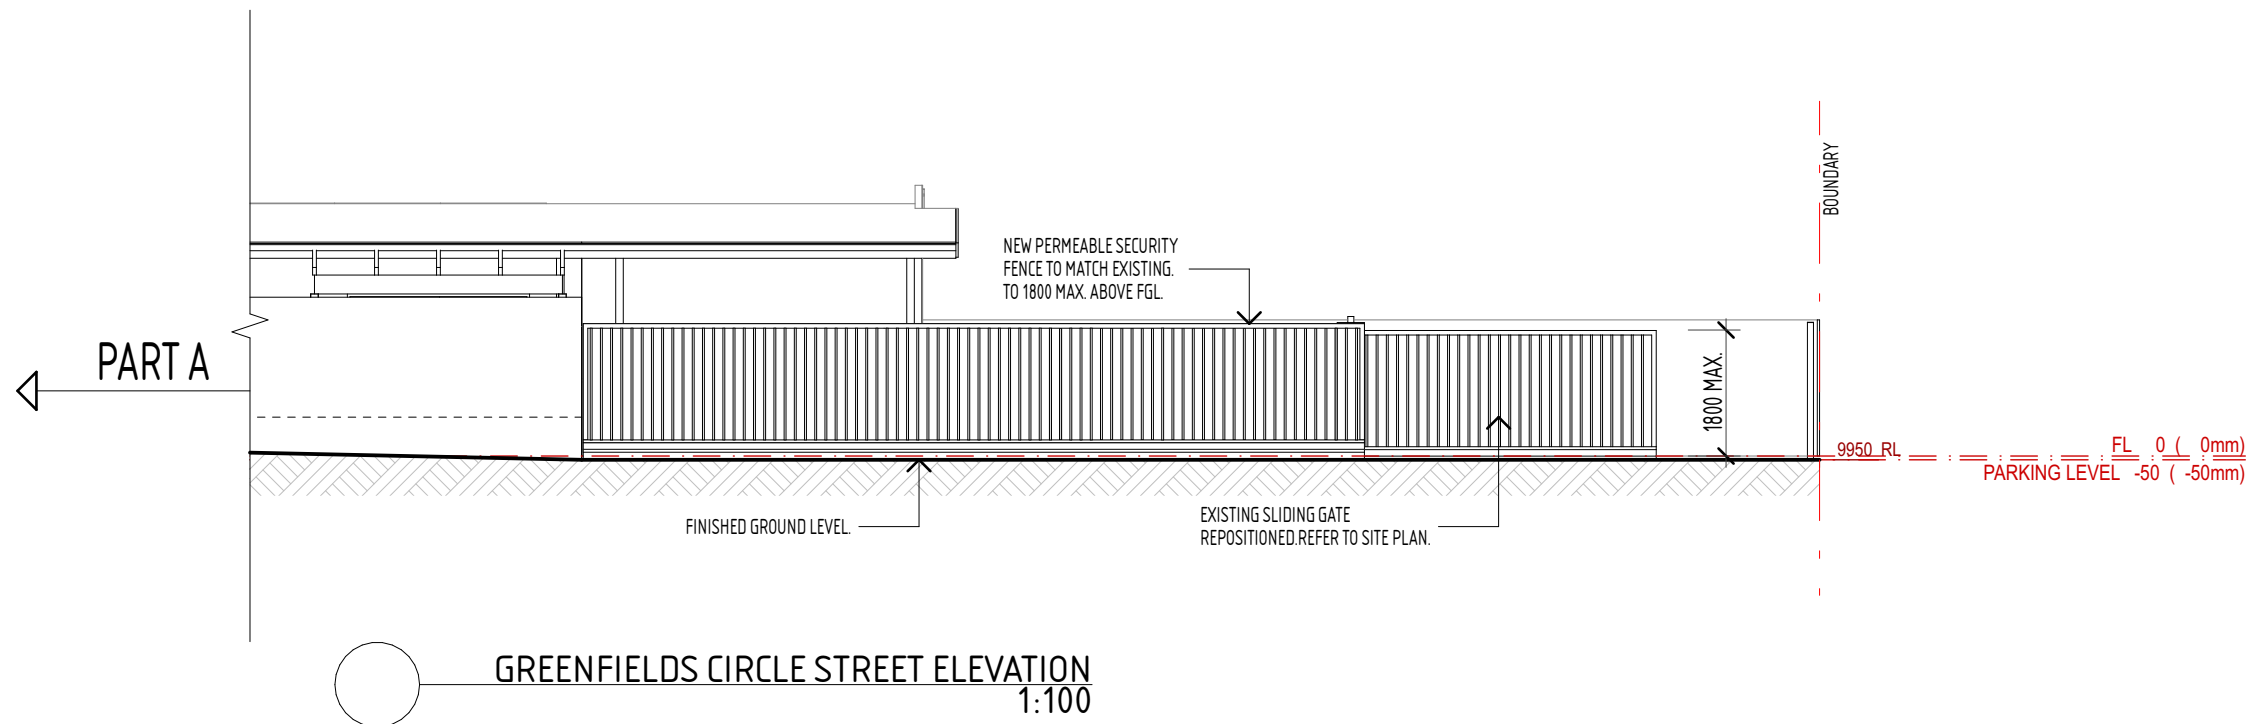 BOUNDARY
NEW PERMEABLE SECURITY
FENCE TO MATCH EXISTING.
TO 1800 MAX. ABOVE FGL.
PART A
1800 MAX.
9950 RL
FL 0 ( 0mm)
PARKING LEVEL -50 ( -50mm)
FINISHED GROUND LEVEL.
EXISTING SLIDING GATE
REPOSITIONED.REFER TO SITE PLAN.
GREENFIELDS CIRCLE STREET ELEVATION
1:100